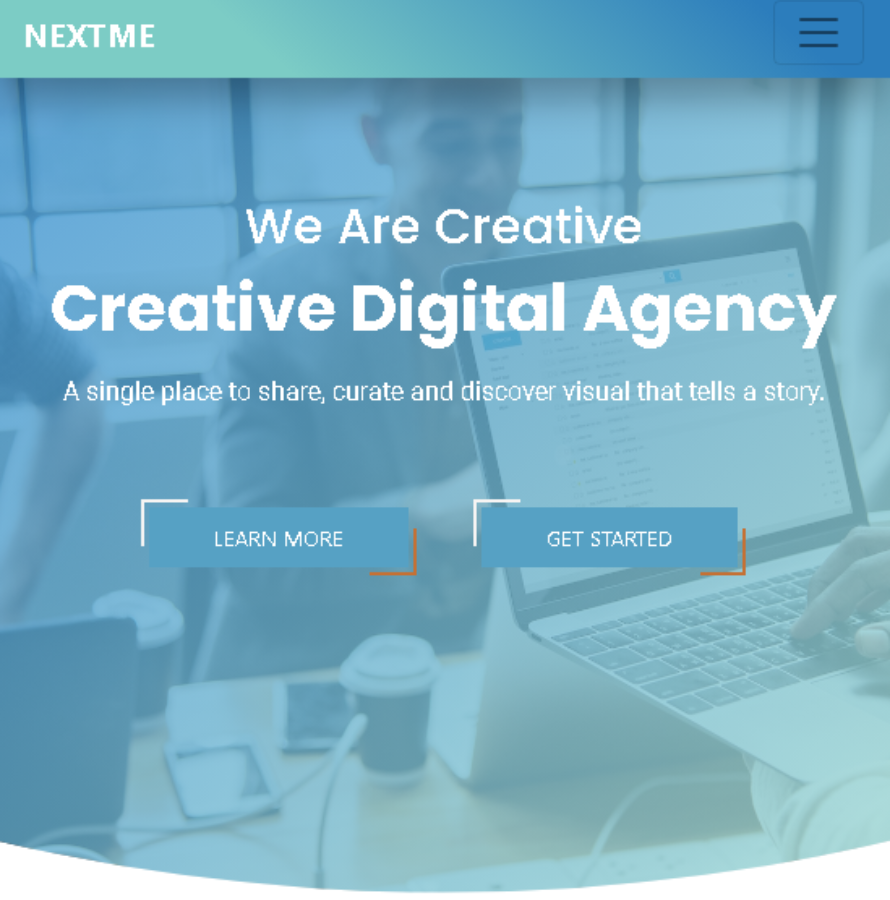 NEXTME
We Are Creative
Creative Digital Agency
A single place to share, curate and discover visual that tells a story.
LEARN MORE
GET STARTED